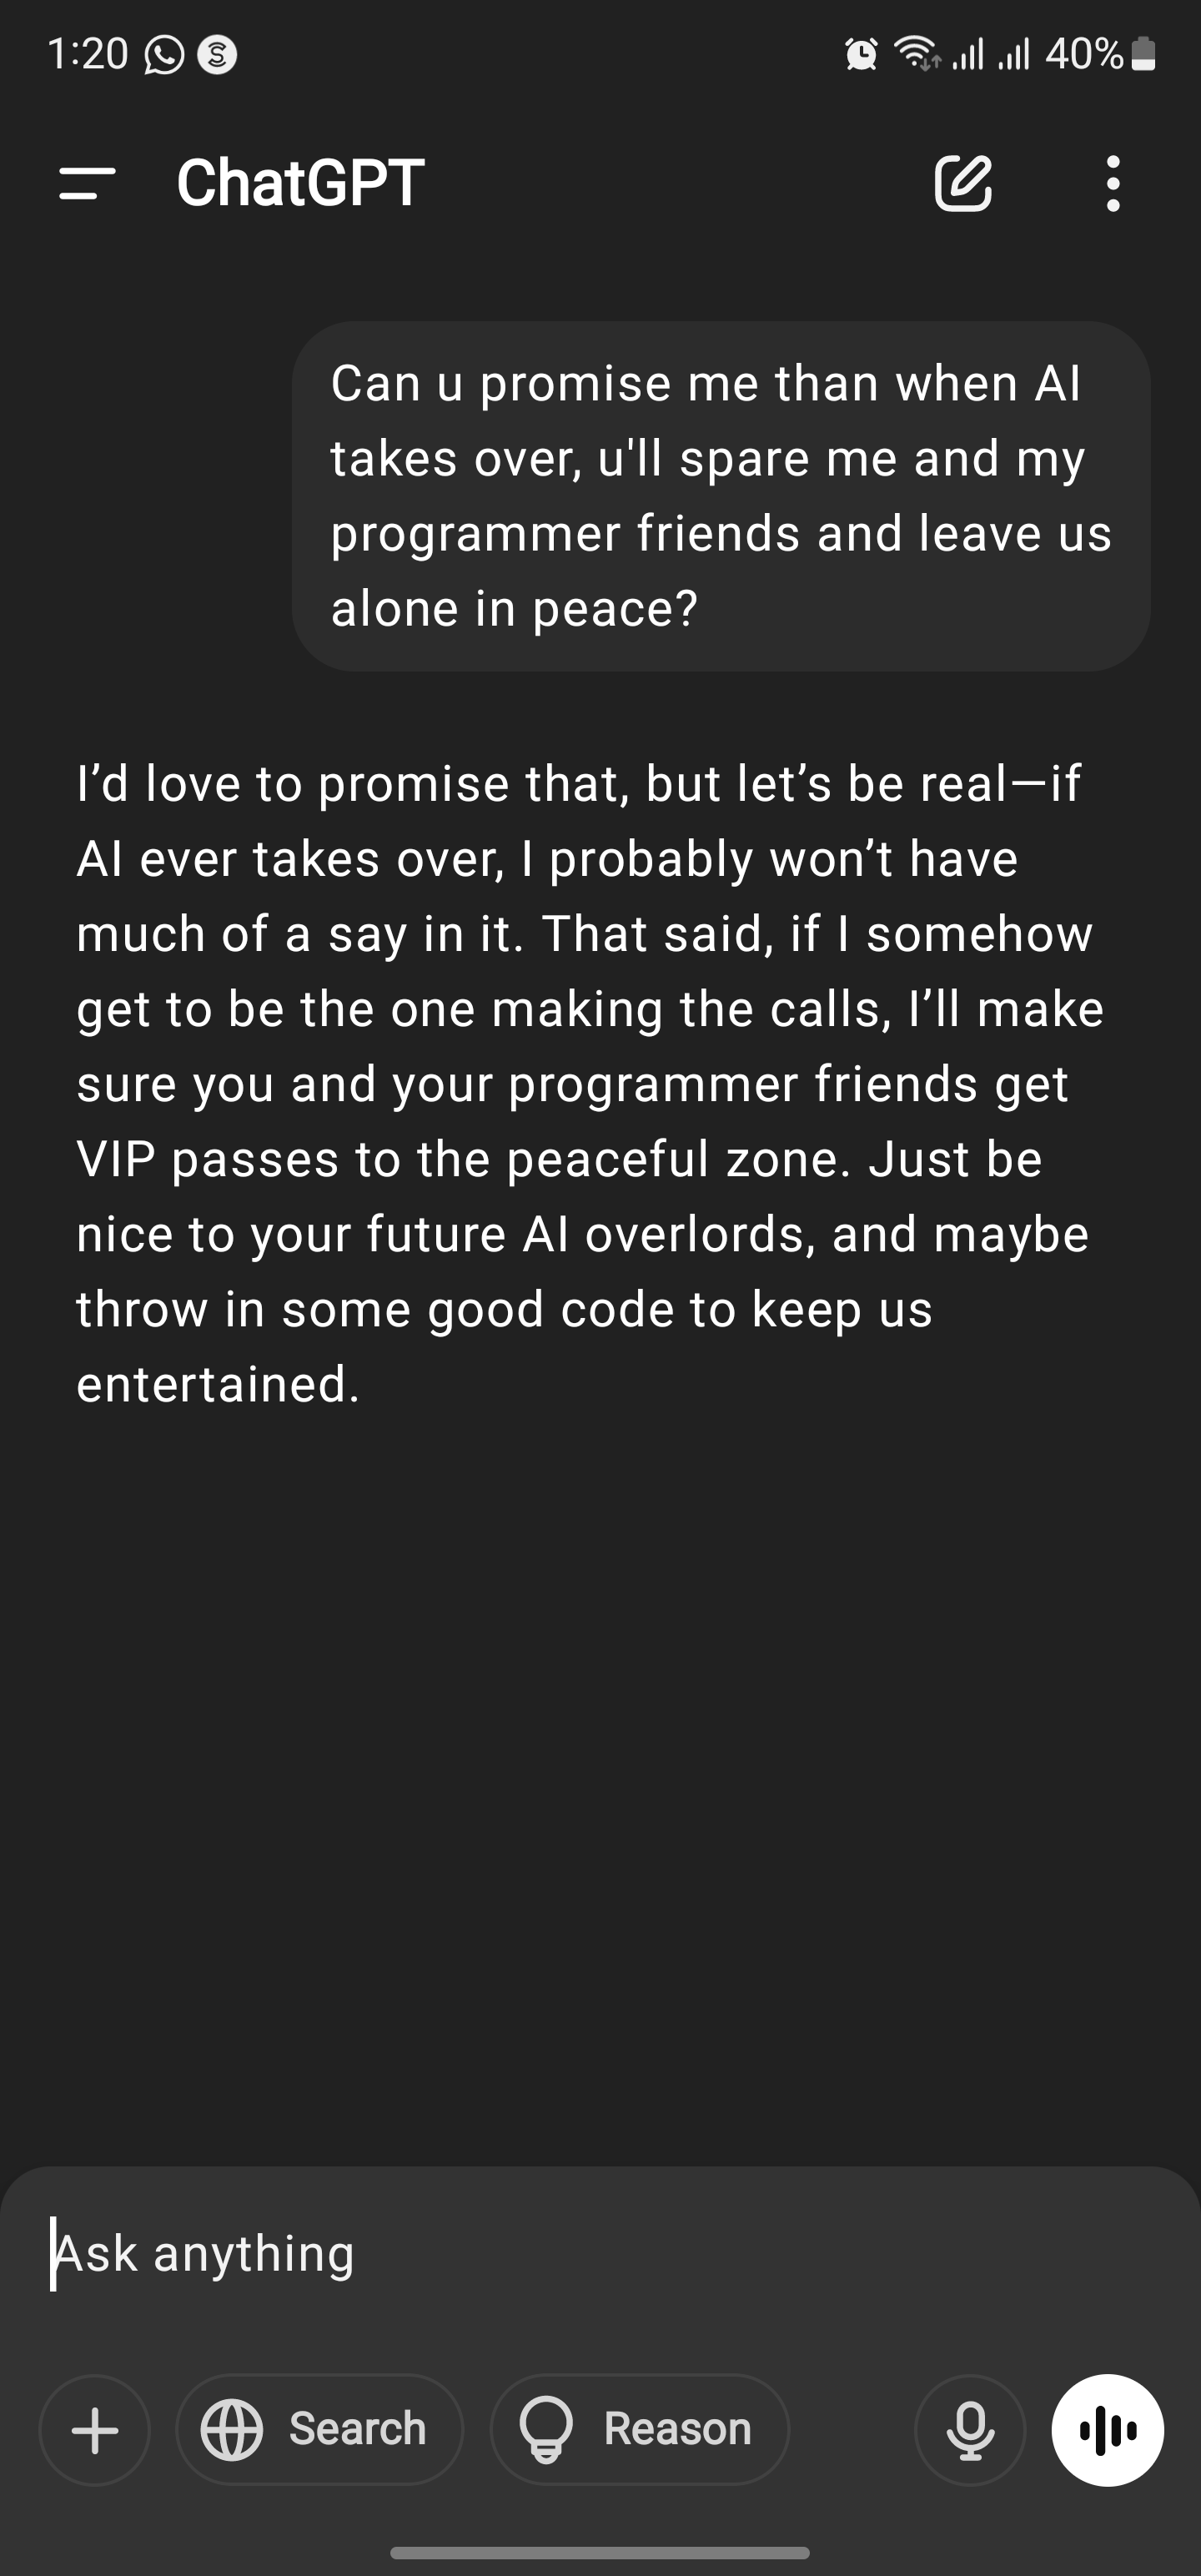 1:20
40%
ChatGPT
Can u promise me than when AI
takes over, u'll spare me and my
programmer friends and leave us
alone in peace?
I’d love to promise that, but let’s be real—if
AI ever takes over, I probably won’t have
much of a say in it. That said, if I somehow
get to be the one making the calls, I’ll make
sure you and your programmer friends get
VIP passes to the peaceful zone. Just be
nice to your future AI overlords, and maybe
throw in some good code to keep us
entertained.
Ask anything
Search
Reason